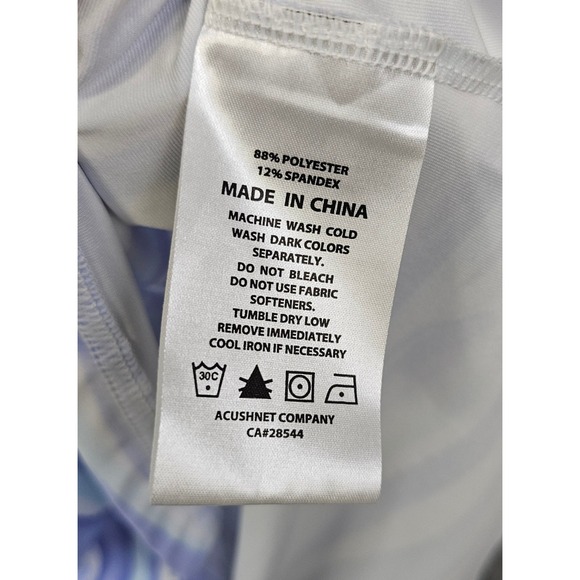 88% POLYESTER
12% SPANDEX
MADE IN CHINA
MACHINE WASH COLD
WASH DARK COLORS
SEPARATELY.
DO NOT BLEACH
DO NOT USE FABRIC
SOFTENERS.
TUMBLE DRY LOW
REMOVE IMMEDIATELY
COOL IRON IF NECESSARY
30C
ACUSHNET COMPANY
CA#28544